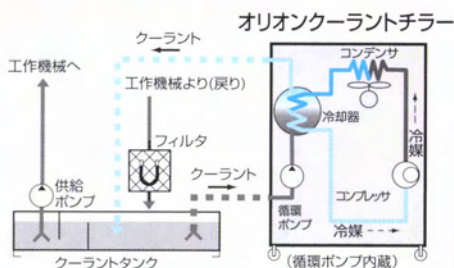 オリオンクーラントチラー
クーラント
コンデンサ
工作機械へ
工作機械より(戻り)
冷却器
冷媒
フィルタ
クーラント
供給
ポンプ
コンプレッサ
循環
ポンプ
冷媒
クーラントタンク
(循環ポンプ内蔵)